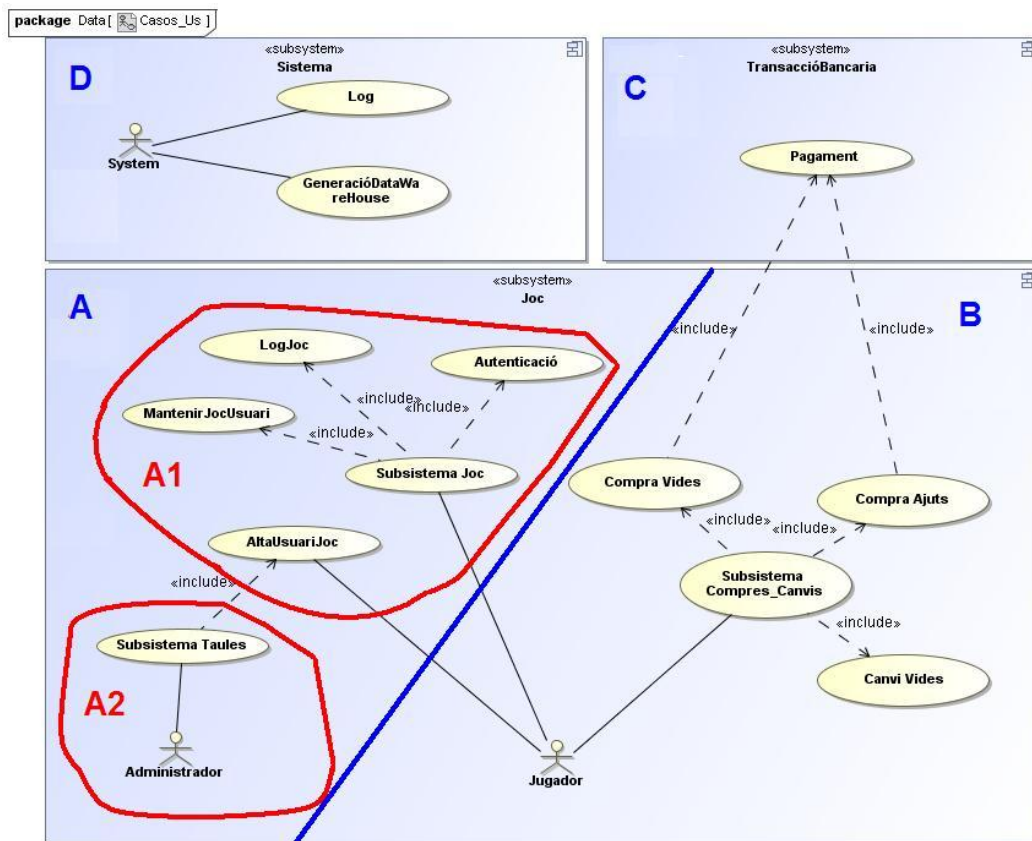 package Data [ Casos_Us ]
D
«subsystem»
Sistema
Log
System
GeneracióDataWa
reHouse
C
«subsystem»
TransaccióBancaria
Pagament
A
«subsystem»
Joc
B
LogJoc
Autenticació
«include»
«include»
MantenirJocUsuari
«include»
Subsistema Joc
A1
AltaUsuariJoc
«include»
Subsistema Taules
A2
Administrador
Jugador
«include»
«include»
Compra Vides
Compra Ajuts
«include»
«include»
Subsistema
Compres_Canvis
«include»
Canvi Vides